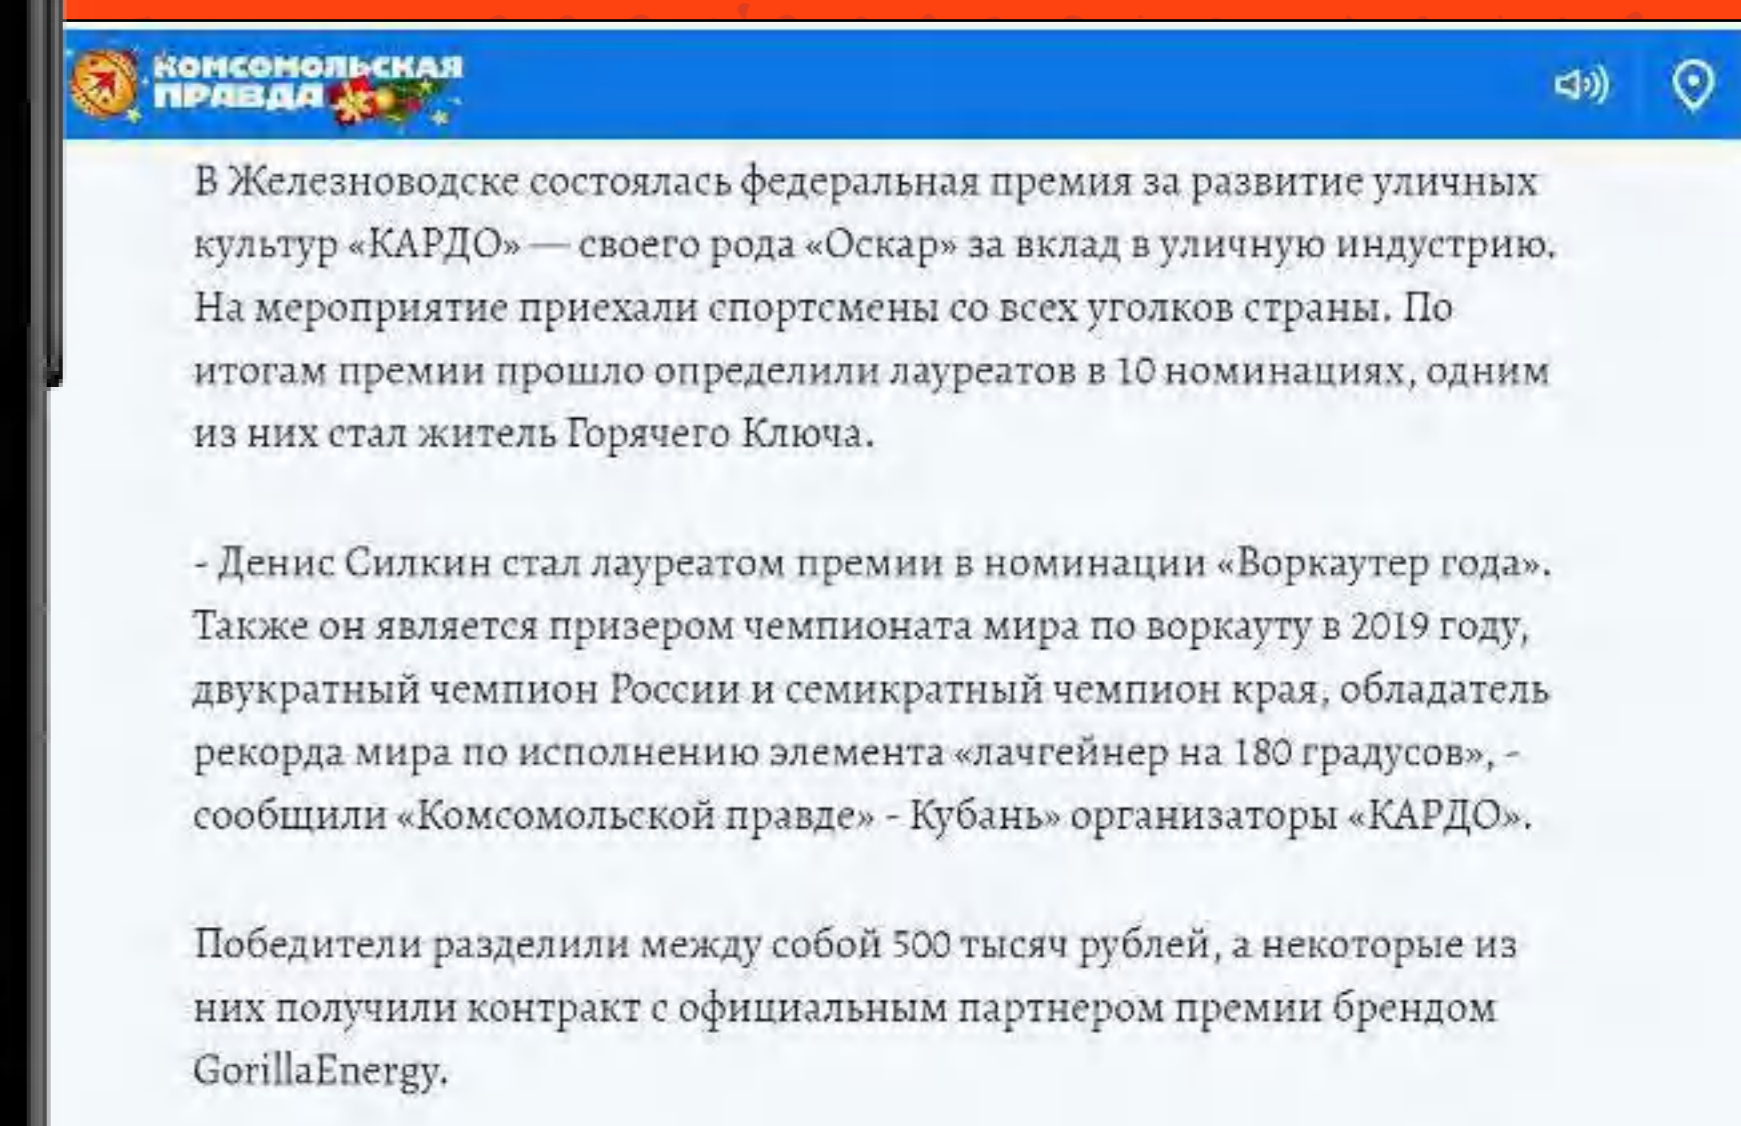 КОМСОМОЛЬСКАЯ
ПРАВДА
В Железноводске состоялась федеральная премия за развитие уличных
культур «КАРДО» — своего рода «Оскар» за вклад в уличную индустрию.
На мероприятие приехали спортсмены со всех уголков страны. По
итогам премии прошло определили лауреатов в 10 номинациях, одним
из них стал житель Горячего Ключа.
- Денис Силкин стал лауреатом премии в номинации «Воркаутер года».
Также он является призером чемпионата мира по воркауту в 2019 году,
двукратный чемпион России и семикратный чемпион края, обладатель
рекорда мира по исполнению элемента «лачгейнер на 180 градусов», -
сообщили «Комсомольской правде» - Кубань» организаторы «КАРДО».
Победители разделили между собой 500 тысяч рублей, а некоторые из
них получили контракт с официальным партнером премии брендом
GorillaEnergy.